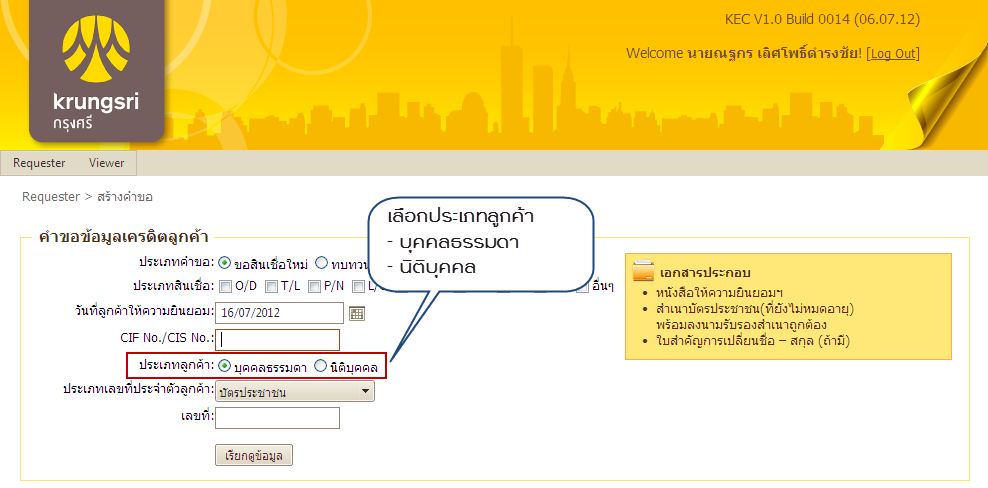 KEC V1.0 Build 0014 (06.07.12)
Welcome นายณฐกร เลิศโพธิ์ดำรงชัย! [Log Out]
krungsri
กรุงศรี
Requester Viewer
Requester > สร้างคำขอ
เลือกประเภทลูกค้า
- บุคคลธรรมดา
- นิติบุคคล
คำขอข้อมูลเครดิตลูกค้า
ประเภทคำขอ: ขอสินเชื่อใหม่ ทบทวน
ประเภทสินเชื่อ: O/D T/L P/N อื่นๆ
วันที่ลูกค้าให้ความยินยอม: 16/07/2012
CIF No./CIS No.:
ประเภทลูกค้า: บุคคลธรรมดา นิติบุคคล
ประเภทเลขที่ประจำตัวลูกค้า: บัตรประชาชน
เลขที่:
เรียกดูข้อมูล
เอกสารประกอบ
• หนังสือให้ความยินยอมฯ
• สำเนาบัตรประชาชน(ที่ยังไม่หมดอายุ)
พร้อมลงนามรับรองสำเนาถูกต้อง
• ใบสำคัญการเปลี่ยนชื่อ – สกุล (ถ้ามี)